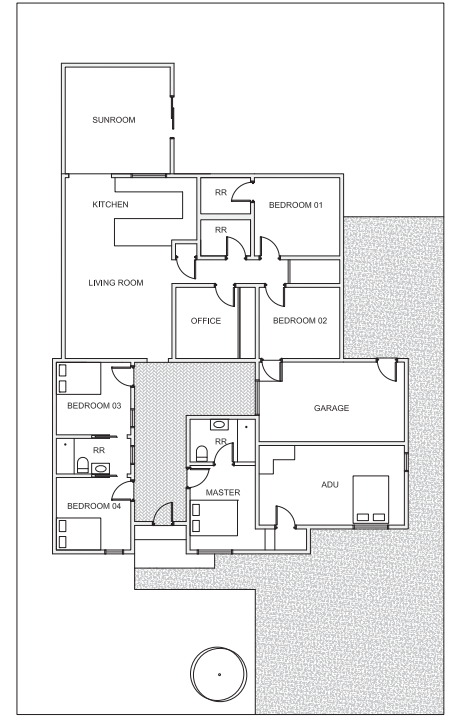 SUNROOM
KITCHEN
RR
BEDROOM 01
RR
LIVING ROOM
OFFICE
BEDROOM 02
BEDROOM 03
GARAGE
RR
RR
ADU
MASTER
BEDROOM 04